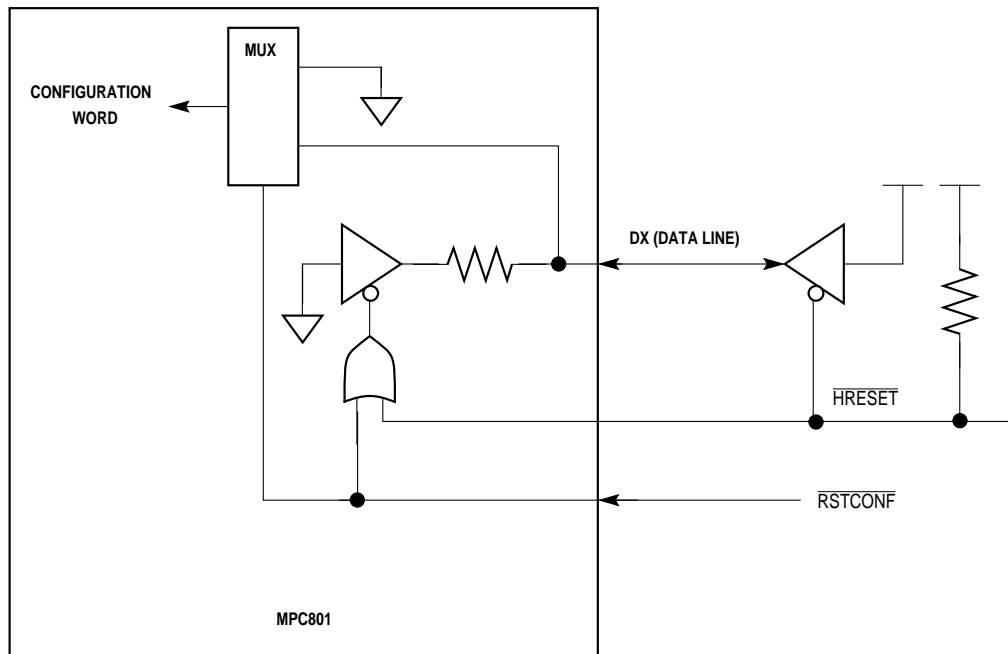 MUX
CONFIGURATION
WORD
DX (DATA LINE)
HRESET
RSTCONF
MPC801